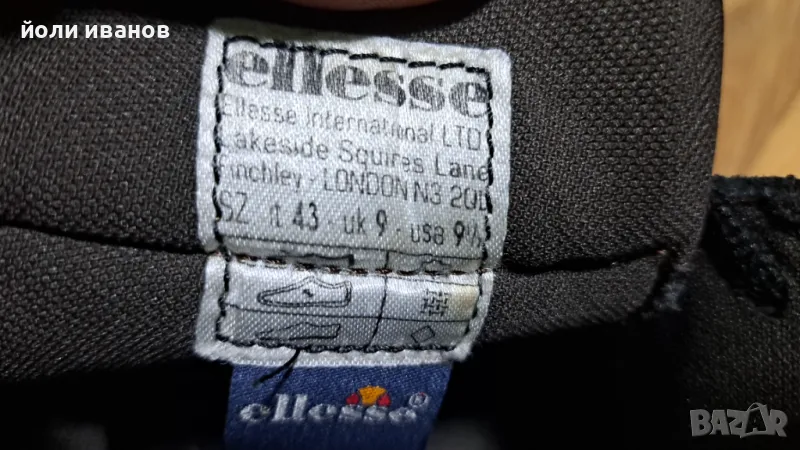 йоли иванов
ellesse
Ellesse International LTD
Lakeside Squires Lane
Finchley - LONDON N3
SZ it 43 - uk 9 - usa 9½
ellesse®
BAZAR